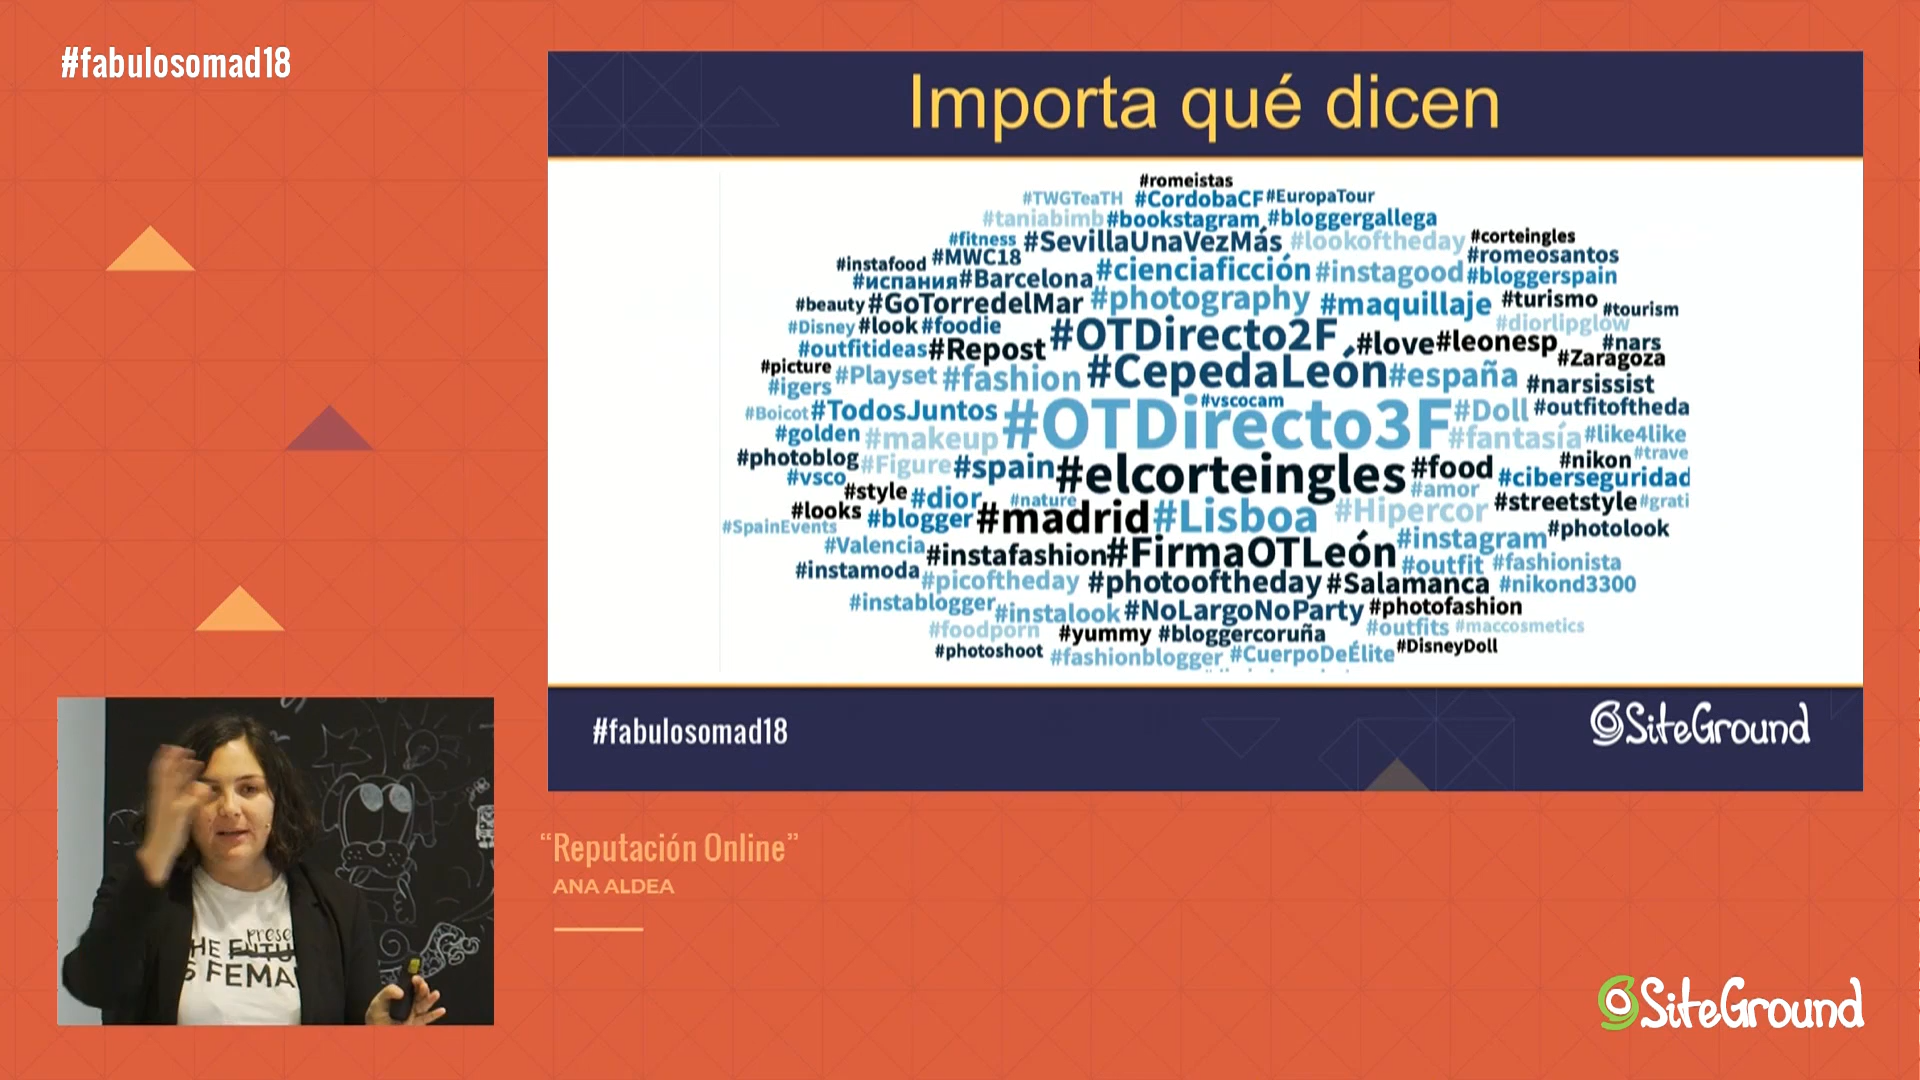 #fabulosomad18
Importa qué dicen
#romeistas
#TWGTeaTH #CordobaCF #EuropaTour
#taniabimb #bookstagram #bloggergallega
#fitness #SevillaUnaVezMás #lookoftheday #corteingles
#instafood #MWC18 #romeosantos
#испания #Barcelona #cienciaficción #instagood #bloggerspain
#beauty #GoTorredelMar #photography #maquillaje #turismo #tourism
#Disney #look #foodie #OTDirecto2F #diorlipglow
#outfitideas #Repost #love #leonesp #nars
#picture #Zaragoza
#igers #Playset #fashion #CepedaLeón #españa #narsissist
#vscocam
#Boicot #TodosJuntos #OTDirecto3F #Doll #outfitoftheda
#golden #makeup #fantasía #like4like
#photoblog #Figure #spain #elcorteingles #food #nikon #trave
#vsco #ciberseguridad
#style #dior #nature #amor #streetstyle #grati
#looks #blogger #madrid #Lisboa #Hipercor
#SpainEvents #photolook
#Valencia #instafashion #FirmaOTLeón #instagram
#instamoda #picoftheday #photooftheday #Salamanca #outfit #fashionista
#nikond3300
#instablogger #instalook #NoLargoNoParty #photofashion
#foodporn #yummy #bloggercoruña #outfits #maccosmetics
#photoshoot #fashionblogger #CuerpoDeÉlite #DisneyDoll
#fabulosomad18
SiteGround
“Reputación Online”
ANA ALDEA
prese
HE FUTU
S FEMA
SiteGround